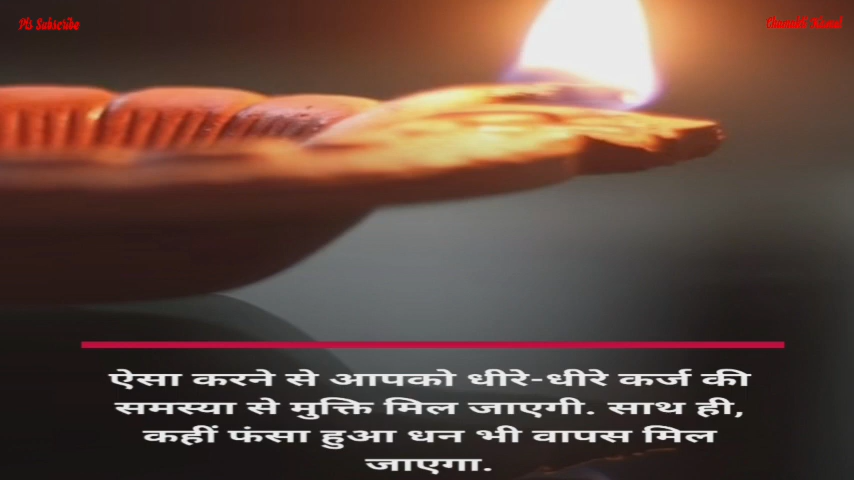 Pls Subscribe
ऐसा करने से आपको धीरे-धीरे कर्ज की
समस्या से मुक्ति मिल जाएगी. साथ ही,
कहीं फंसा हुआ धन भी वापस मिल
जाएगा.